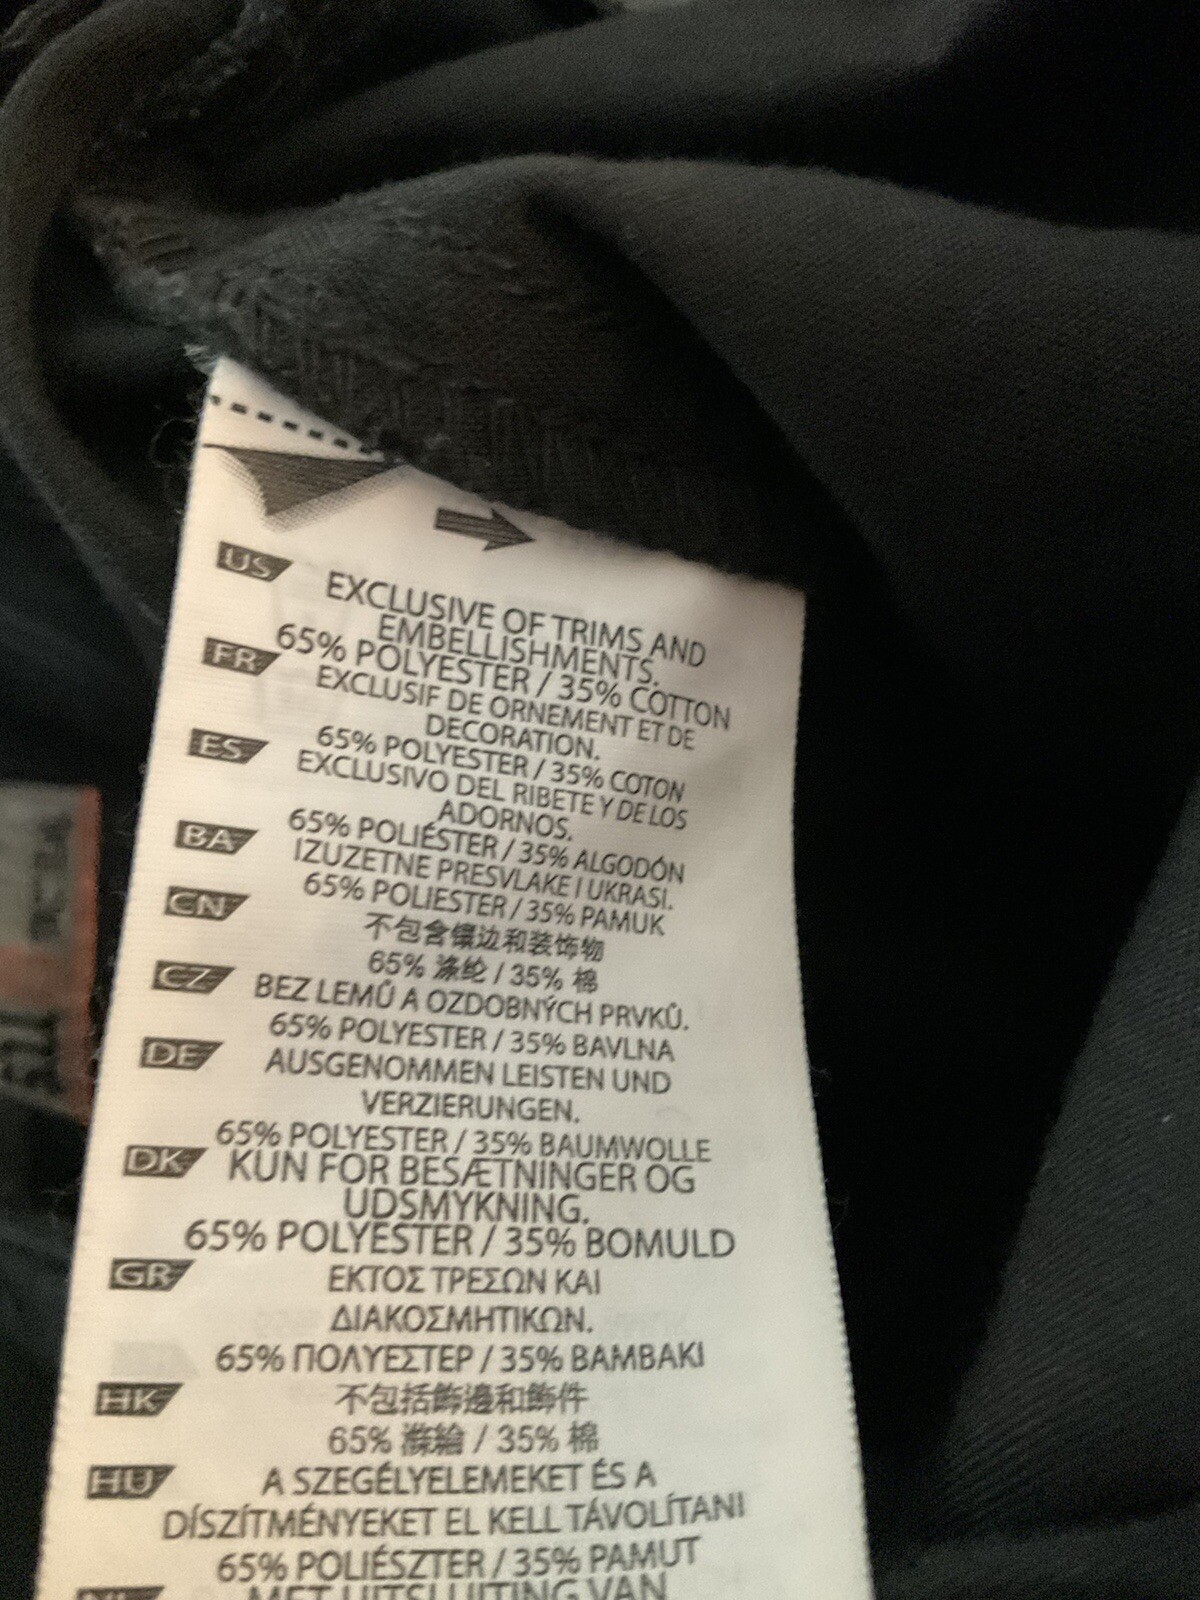 US EXCLUSIVE OF TRIMS AND
EMBELLISHMENTS.
65% POLYESTER / 35% COTTON
FR EXCLUSIF DE ORNEMENT ET DE
DECORATION.
65% POLYESTER / 35% COTON
ES EXCLUSIVO DEL RIBETE Y DE LOS
ADORNOS.
65% POLIÉSTER / 35% ALGODÓN
BA IZUZETNE PRESVLAKE I UKRASI.
65% POLIESTER / 35% PAMUK
CN 不包含镶边和装饰物
65% 涤纶 / 35% 棉
CZ BEZ LEMŮ A OZDOBNÝCH PRVKŮ.
65% POLYESTER / 35% BAVLNA
DE AUSGENOMMEN LEISTEN UND
VERZIERUNGEN.
65% POLYESTER / 35% BAUMWOLLE
DK KUN FOR BESÆTNINGER OG
UDSMYKNING.
65% POLYESTER / 35% BOMULD
GR ΕΚΤΟΣ ΤΡΕΣΩΝ ΚΑΙ
ΔΙΑΚΟΣΜΗΤΙΚΩΝ.
65% ΠΟΛΥΕΣΤΕΡ / 35% ΒΑΜΒΑΚΙ
HK 不包括飾邊和飾件
65% 滌綸 / 35% 棉
HU A SZEGÉLYELEMEKET ÉS A
DÍSZÍTMÉNYEKET EL KELL TÁVOLÍTANI
65% POLIÉSZTER / 35% PAMUT
NL MET UITSLUITING VAN